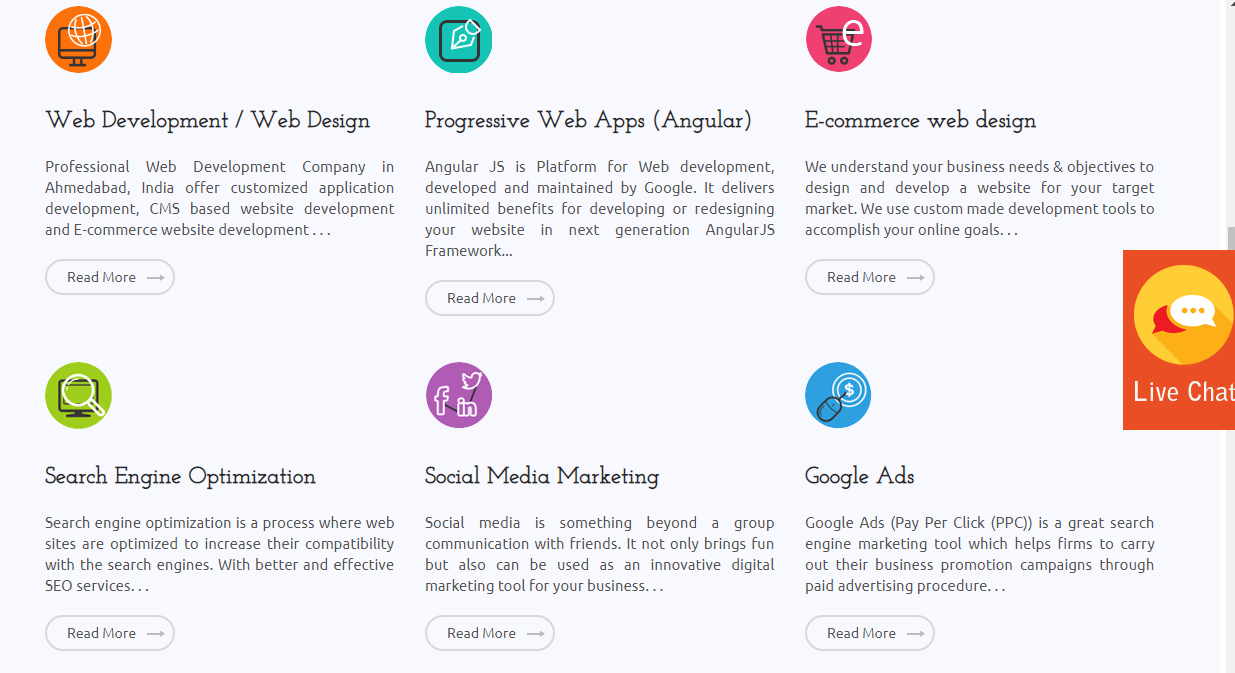 Web Development / Web Design
Professional Web Development Company in
Ahmedabad, India offer customized application
development, CMS based website development
and E-commerce website development . . .
Read More
Progressive Web Apps (Angular)
Angular JS is Platform for Web development,
developed and maintained by Google. It delivers
unlimited benefits for developing or redesigning
your website in next generation AngularJS
Framework...
Read More
E-commerce web design
We understand your business needs & objectives to
design and develop a website for your target
market. We use custom made development tools to
accomplish your online goals. . .
Read More
Live Chat
Search Engine Optimization
Search engine optimization is a process where web
sites are optimized to increase their compatibility
with the search engines. With better and effective
SEO services. . .
Read More
Social Media Marketing
Social media is something beyond a group
communication with friends. It not only brings fun
but also can be used as an innovative digital
marketing tool for your business. . .
Read More
Google Ads
Google Ads (Pay Per Click (PPC)) is a great search
engine marketing tool which helps firms to carry
out their business promotion campaigns through
paid advertising procedure. . .
Read More